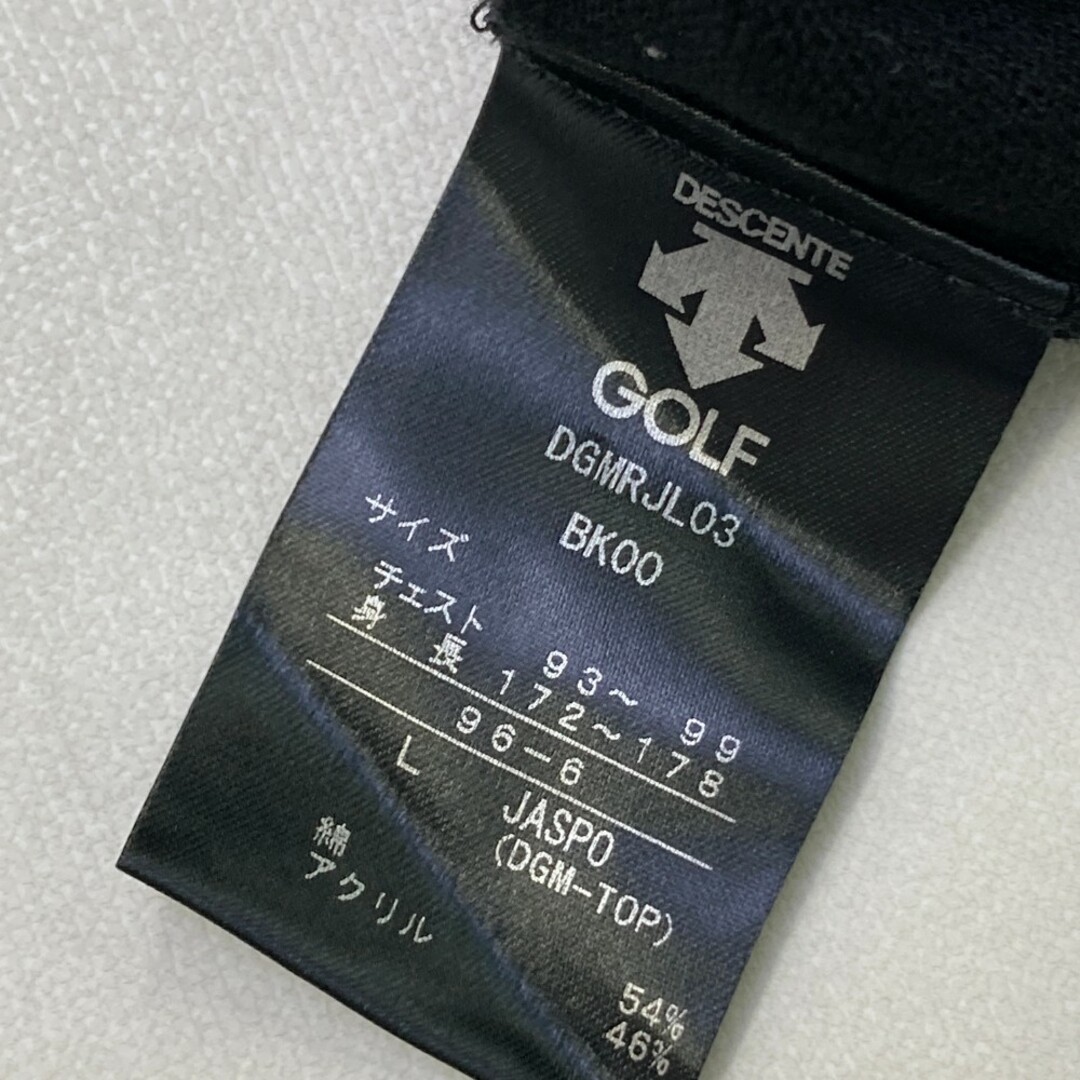 DESCENTE
GOLF
DGMRJL03
BK00
サイズ
チェスト 93～ 99
身 長 172～178
96-6
L JASPO
(DGM-TOP)
綿 54%
アクリル 46%